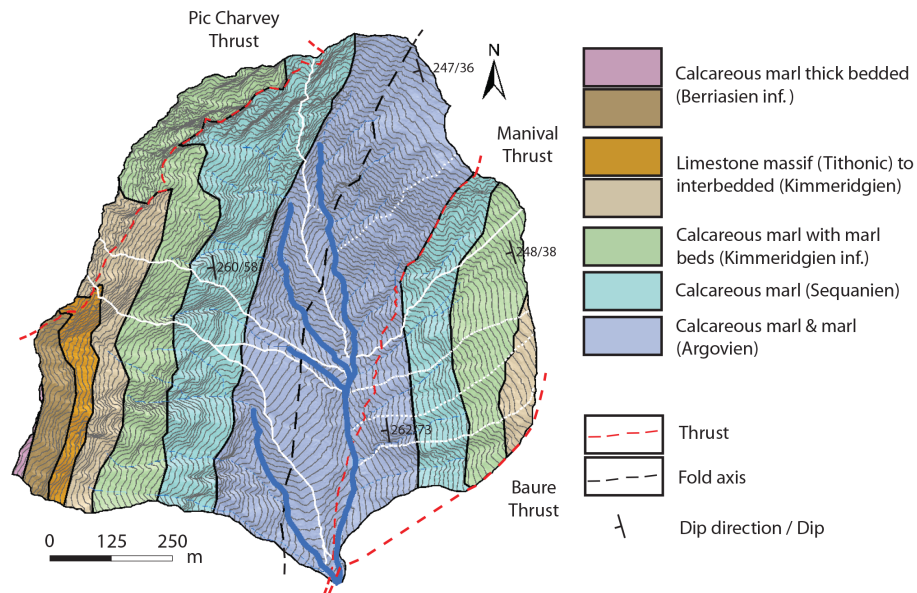 Pic Charvey
Thrust
N
247/36
Manival
Thrust
248/38
260/58
262/73
Baure
Thrust
0 125 250
m
Calcareous marl thick bedded
(Berriasien inf.)
Limestone massif (Tithonic) to
interbedded (Kimmeridgien)
Calcareous marl with marl
beds (Kimmeridgien inf.)
Calcareous marl (Sequanien)
Calcareous marl & marl
(Argovien)
Thrust
Fold axis
Dip direction / Dip